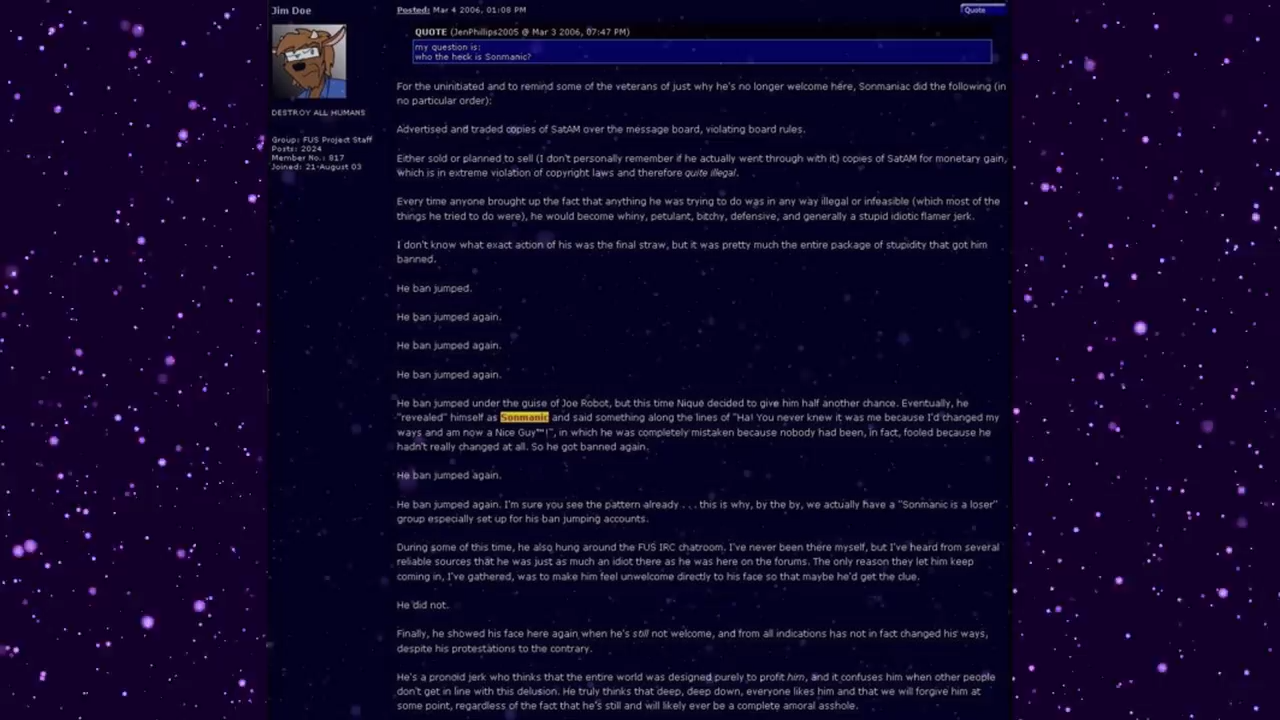 Jim Doe
Posted: Mar 4 2006, 01:08 PM
Quote
DESTROY ALL HUMANS
Group: FUS Project Staff
Posts: 2024
Member No.: 817
Joined: 21-August 03
QUOTE (JenPhillips2005 @ Mar 3 2006, 07:47 PM)
my question is:
who the heck is Sonmanic?
For the uninitiated and to remind some of the veterans of just why he's no longer welcome here, Sonmaniac did the following (in
no particular order):
Advertised and traded copies of SatAM over the message board, violating board rules.
Either sold or planned to sell (I don't personally remember if he actually went through with it) copies of SatAM for monetary gain,
which is in extreme violation of copyright laws and therefore quite illegal.
Every time anyone brought up the fact that anything he was trying to do was in any way illegal or infeasible (which most of the
things he tried to do were), he would become whiny, petulant, bitchy, defensive, and generally a stupid idiotic flamer jerk.
I don't know what exact action of his was the final straw, but it was pretty much the entire package of stupidity that got him
banned.
He ban jumped.
He ban jumped again.
He ban jumped again.
He ban jumped again.
He ban jumped under the guise of Joe Robot, but this time Nique decided to give him half another chance. Eventually, he
"revealed" himself as Sonmanic and said something along the lines of "Ha! You never knew it was me because I'd changed my
ways and am now a Nice Guy™!", in which he was completely mistaken because nobody had been, in fact, fooled because he
hadn't really changed at all. So he got banned again.
He ban jumped again.
He ban jumped again. I'm sure you see the pattern already . . . this is why, by the by, we actually have a "Sonmanic is a loser"
group especially set up for his ban jumping accounts.
During some of this time, he also hung around the FUS IRC chatroom. I've never been there myself, but I've heard from several
reliable sources that he was just as much an idiot there as he was here on the forums. The only reason they let him keep
coming in, I've gathered, was to make him feel unwelcome directly to his face so that maybe he'd get the clue.
He did not.
Finally, he showed his face here again when he's still not welcome, and from all indications has not in fact changed his ways,
despite his protestations to the contrary.
He's a pronoid jerk who thinks that the entire world was designed purely to profit him, and it confuses him when other people
don't get in line with this delusion. He truly thinks that deep, deep down, everyone likes him and that we will forgive him at
some point, regardless of the fact that he's still and will likely ever be a complete amoral asshole.